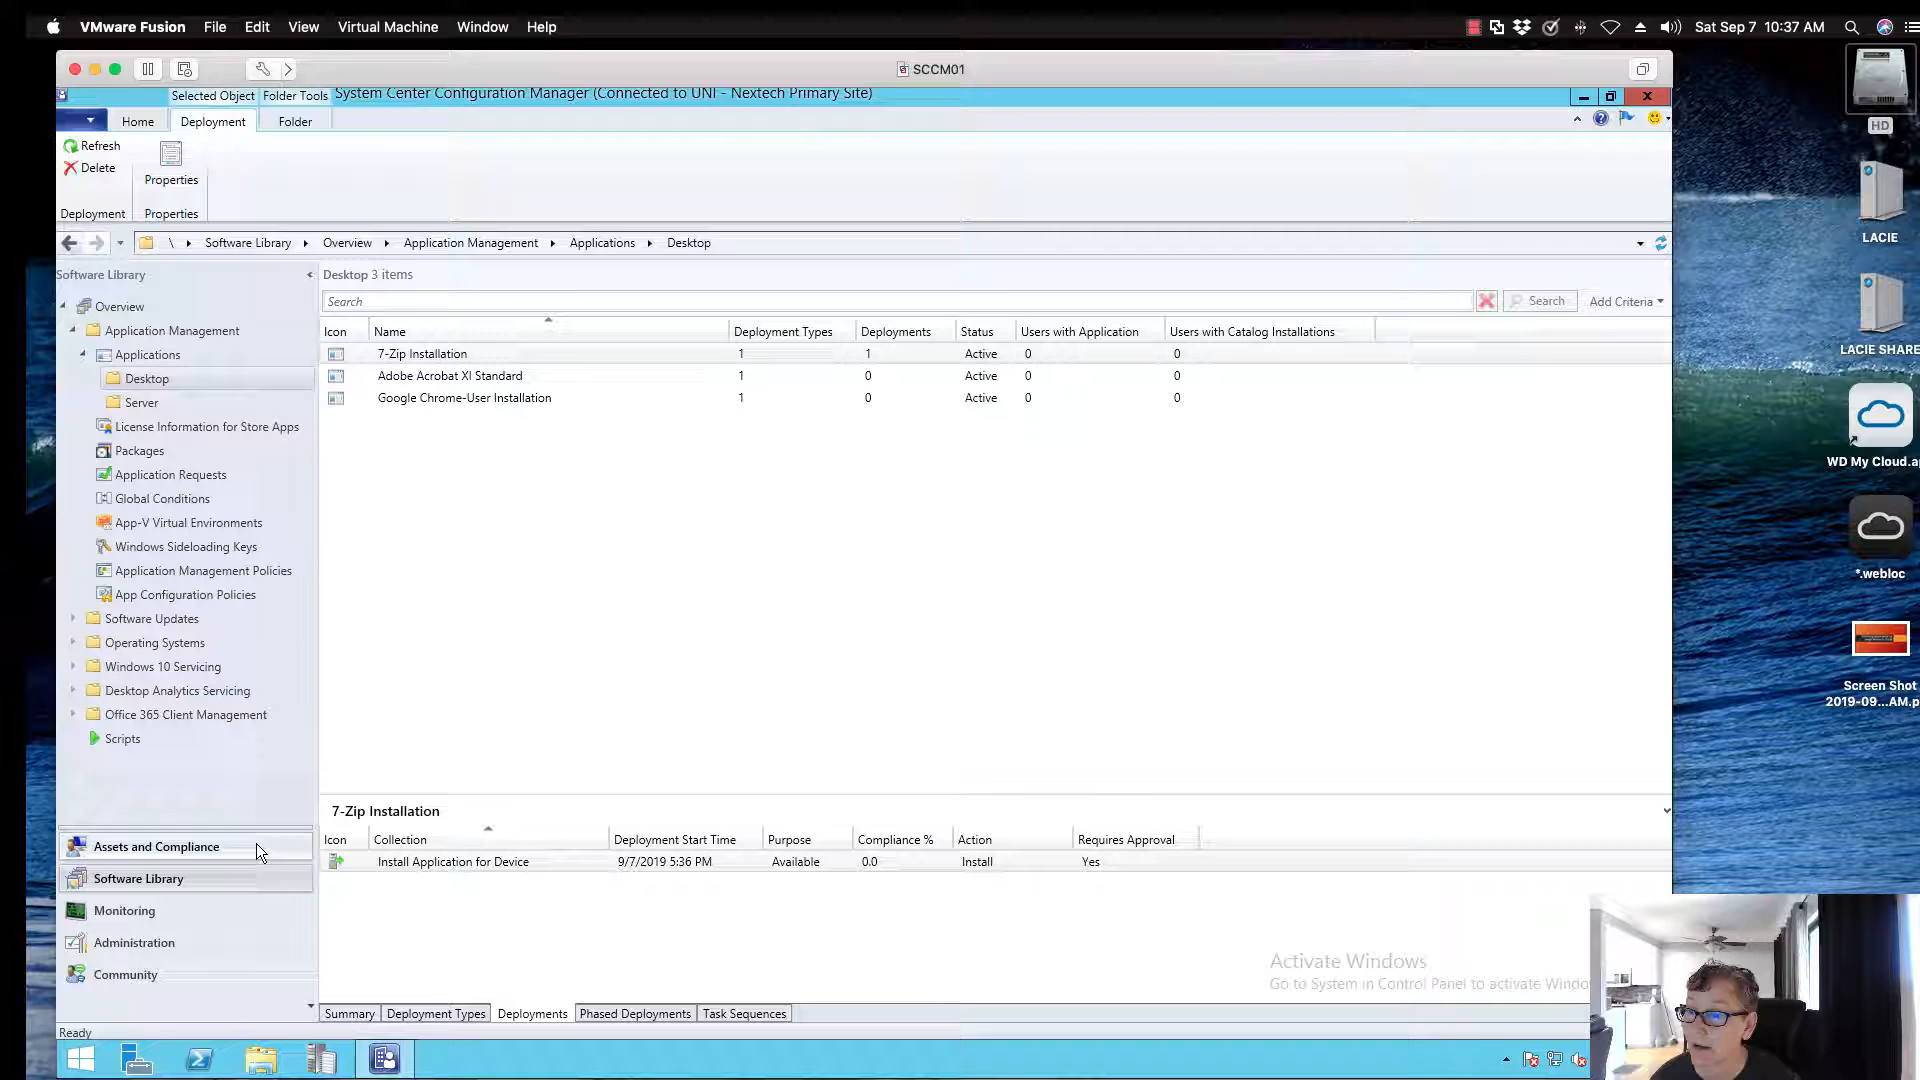 VMware Fusion File Edit View Virtual Machine Window Help Sat Sep 7 10:37 AM
SCCM01
Selected Object Folder Tools System Center Configuration Manager (Connected to UNI - Nextech Primary Site)
Home Deployment Folder
Refresh
Delete
Properties
Deployment Properties
\ Software Library Overview Application Management Applications Desktop
Software Library
Overview
Application Management
Applications
Desktop
Server
License Information for Store Apps
Packages
Application Requests
Global Conditions
App-V Virtual Environments
Windows Sideloading Keys
Application Management Policies
App Configuration Policies
Software Updates
Operating Systems
Windows 10 Servicing
Desktop Analytics Servicing
Office 365 Client Management
Scripts
Assets and Compliance
Software Library
Monitoring
Administration
Community
Desktop 3 items
Search Search Add Criteria
Icon Name Deployment Types Deployments Status Users with Application Users with Catalog Installations
7-Zip Installation 1 1 Active 0 0
Adobe Acrobat XI Standard 1 0 Active 0 0
Google Chrome-User Installation 1 0 Active 0 0
7-Zip Installation
Icon Collection Deployment Start Time Purpose Compliance % Action Requires Approval
Install Application for Device 9/7/2019 5:36 PM Available 0.0 Install Yes
Activate Windows
Go to System in Control Panel to activate Windo
Summary Deployment Types Deployments Phased Deployments Task Sequences
Ready
HD
LACIE
LACIE SHARE
WD My Cloud.ap
*.webloc
Screen Shot
2019-09...AM.p